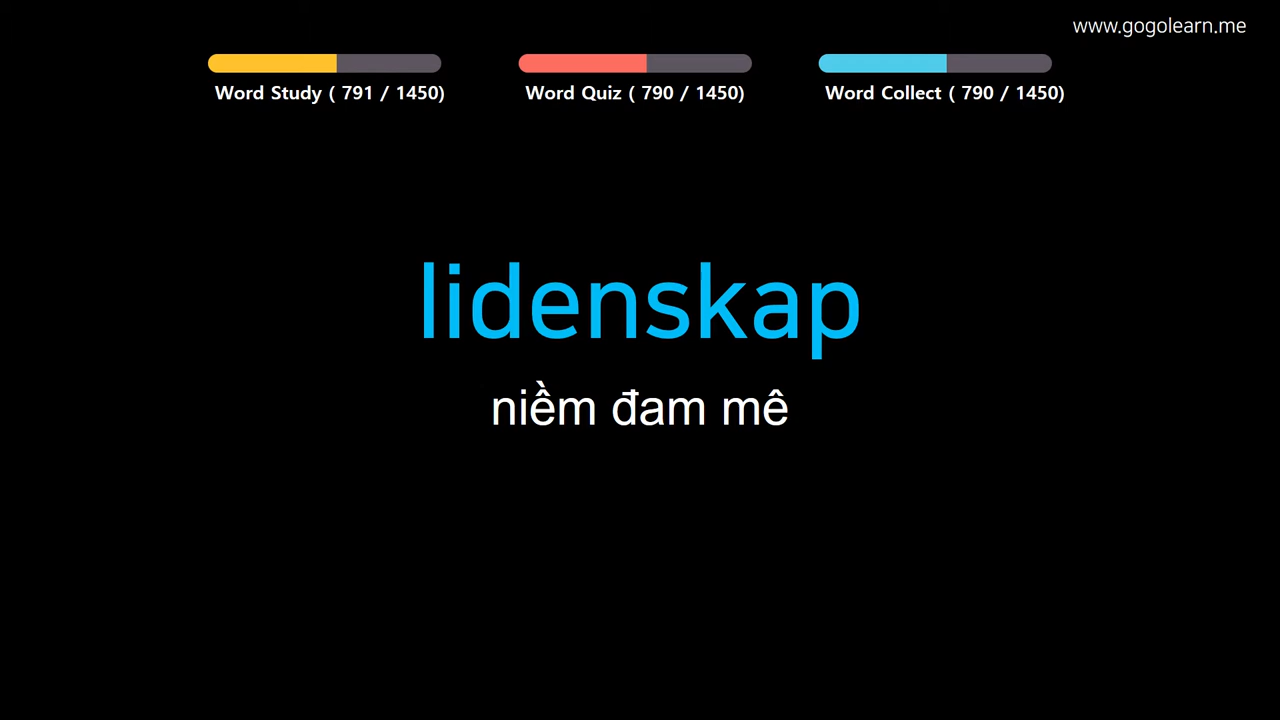 www.gogolearn.me
Word Study ( 791 / 1450)
Word Quiz ( 790 / 1450)
Word Collect ( 790 / 1450)
lidenskap
niềm đam mê